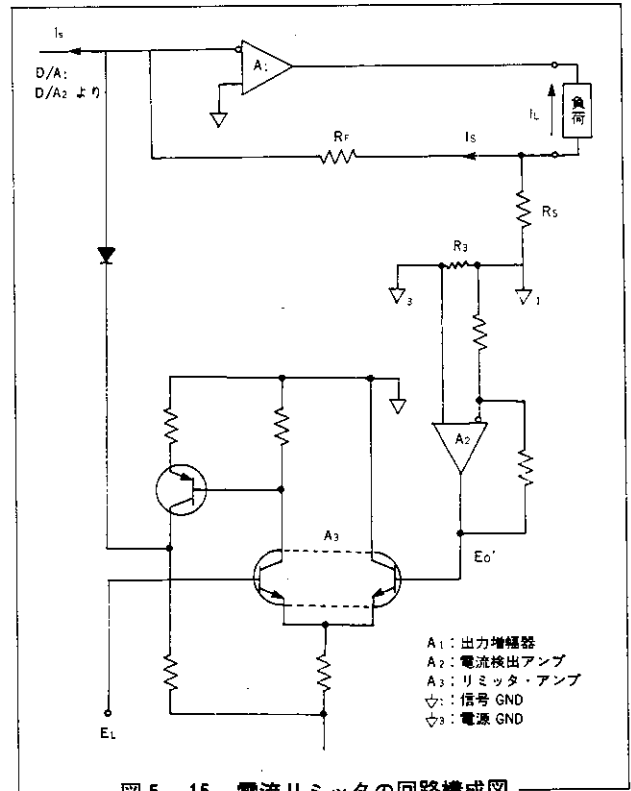 Is
D/A1
D/A2 より
A1
負荷
IL
RF
IS
RS
R3
3
1
A2
A3
Eo'
EL
A1：出力増幅器
A2：電流検出アンプ
A3：リミッタ・アンプ
1：信号 GND
3：電源 GND
図 5－15 電流リミッタの回路構成図